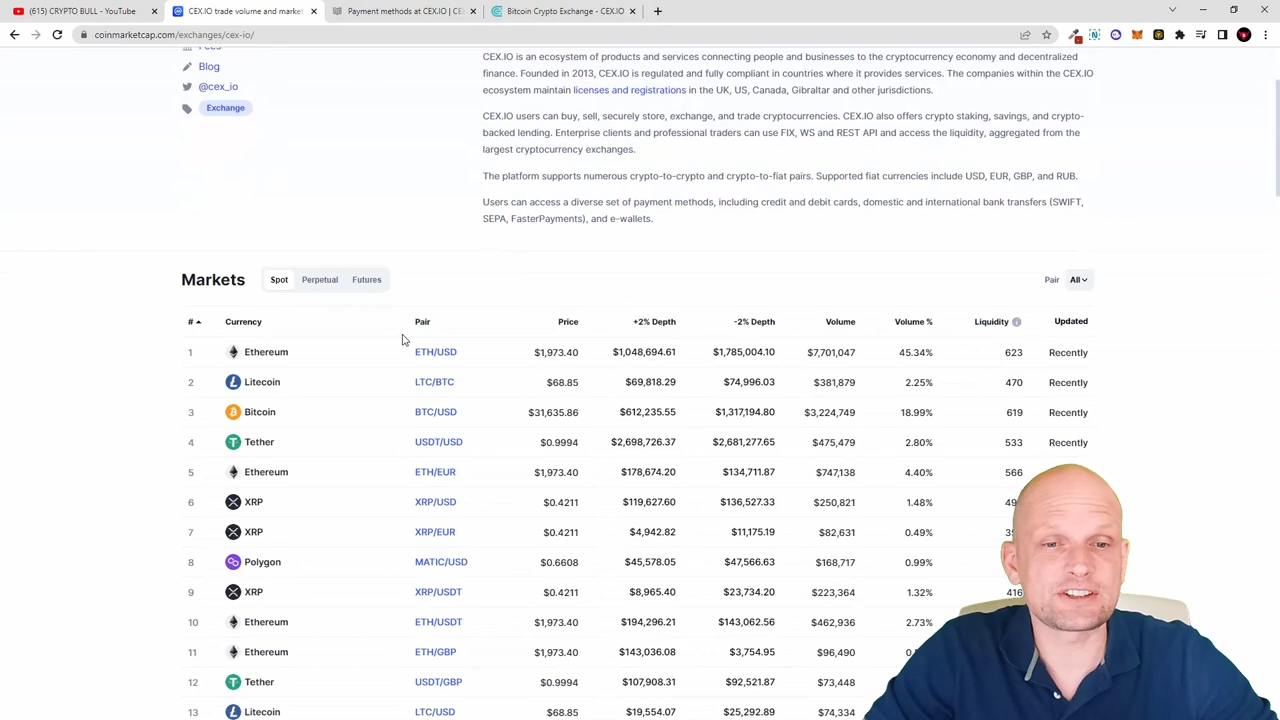 (615) CRYPTO BULL - YouTube
CEX.IO trade volume and market
Payment methods at CEX.IO | CE
Bitcoin Crypto Exchange - CEX.IO
coinmarketcap.com/exchanges/cex-io/
Fees
Blog
@cex_io
Exchange
CEX.IO is an ecosystem of products and services connecting people and businesses to the cryptocurrency economy and decentralized
finance. Founded in 2013, CEX.IO is regulated and fully compliant in countries where it provides services. The companies within the CEX.IO
ecosystem maintain licenses and registrations in the UK, US, Canada, Gibraltar and other jurisdictions.
CEX.IO users can buy, sell, securely store, exchange, and trade cryptocurrencies. CEX.IO also offers crypto staking, savings, and crypto-
backed lending. Enterprise clients and professional traders can use FIX, WS and REST API and access the liquidity, aggregated from the
largest cryptocurrency exchanges.
The platform supports numerous crypto-to-crypto and crypto-to-fiat pairs. Supported fiat currencies include USD, EUR, GBP, and RUB.
Users can access a diverse set of payment methods, including credit and debit cards, domestic and international bank transfers (SWIFT,
SEPA, FasterPayments), and e-wallets.
Markets Spot Perpetual Futures Pair All
# Currency Pair Price +2% Depth -2% Depth Volume Volume % Liquidity Updated
1 Ethereum ETH/USD $1,973.40 $1,048,694.61 $1,785,004.10 $7,701,047 45.34% 623 Recently
2 Litecoin LTC/BTC $68.85 $69,818.29 $74,996.03 $381,879 2.25% 470 Recently
3 Bitcoin BTC/USD $31,635.86 $612,235.55 $1,317,194.80 $3,224,749 18.99% 619 Recently
4 Tether USDT/USD $0.9994 $2,698,726.37 $2,681,277.65 $475,479 2.80% 533 Recently
5 Ethereum ETH/EUR $1,973.40 $178,674.20 $134,711.87 $747,138 4.40% 566
6 XRP XRP/USD $0.4211 $119,627.60 $136,527.33 $250,821 1.48%
7 XRP XRP/EUR $0.4211 $4,942.82 $11,175.19 $82,631 0.49%
8 Polygon MATIC/USD $0.6608 $45,578.05 $47,566.63 $168,717 0.99%
9 XRP XRP/USDT $0.4211 $8,965.40 $23,734.20 $223,364 1.32% 416
10 Ethereum ETH/USDT $1,973.40 $194,296.21 $143,062.56 $462,936 2.73%
11 Ethereum ETH/GBP $1,973.40 $143,036.08 $3,754.95 $96,490
12 Tether USDT/GBP $0.9994 $107,908.31 $92,521.87 $73,448
13 Litecoin LTC/USD $68.85 $19,554.07 $25,292.89 $74,334